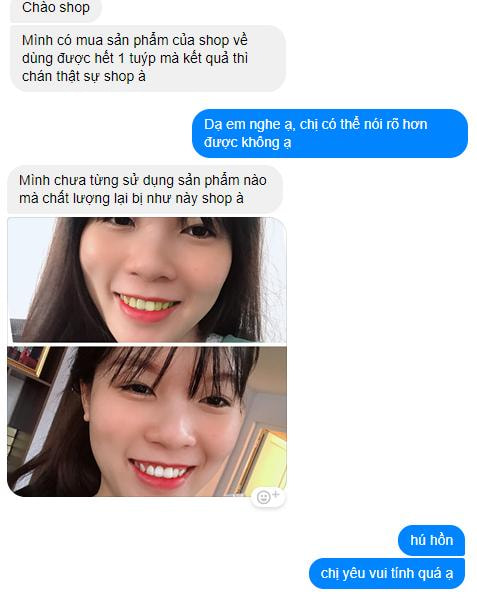 Chào shop
Mình có mua sản phẩm của shop về
dùng được hết 1 tuýp mà kết quả thì
chán thật sự shop à
Dạ em nghe ạ, chị có thể nói rõ hơn
được không ạ
Mình chưa từng sử dụng sản phẩm nào
mà chất lượng lại bị như này shop à
hú hồn
chị yêu vui tính quá ạ